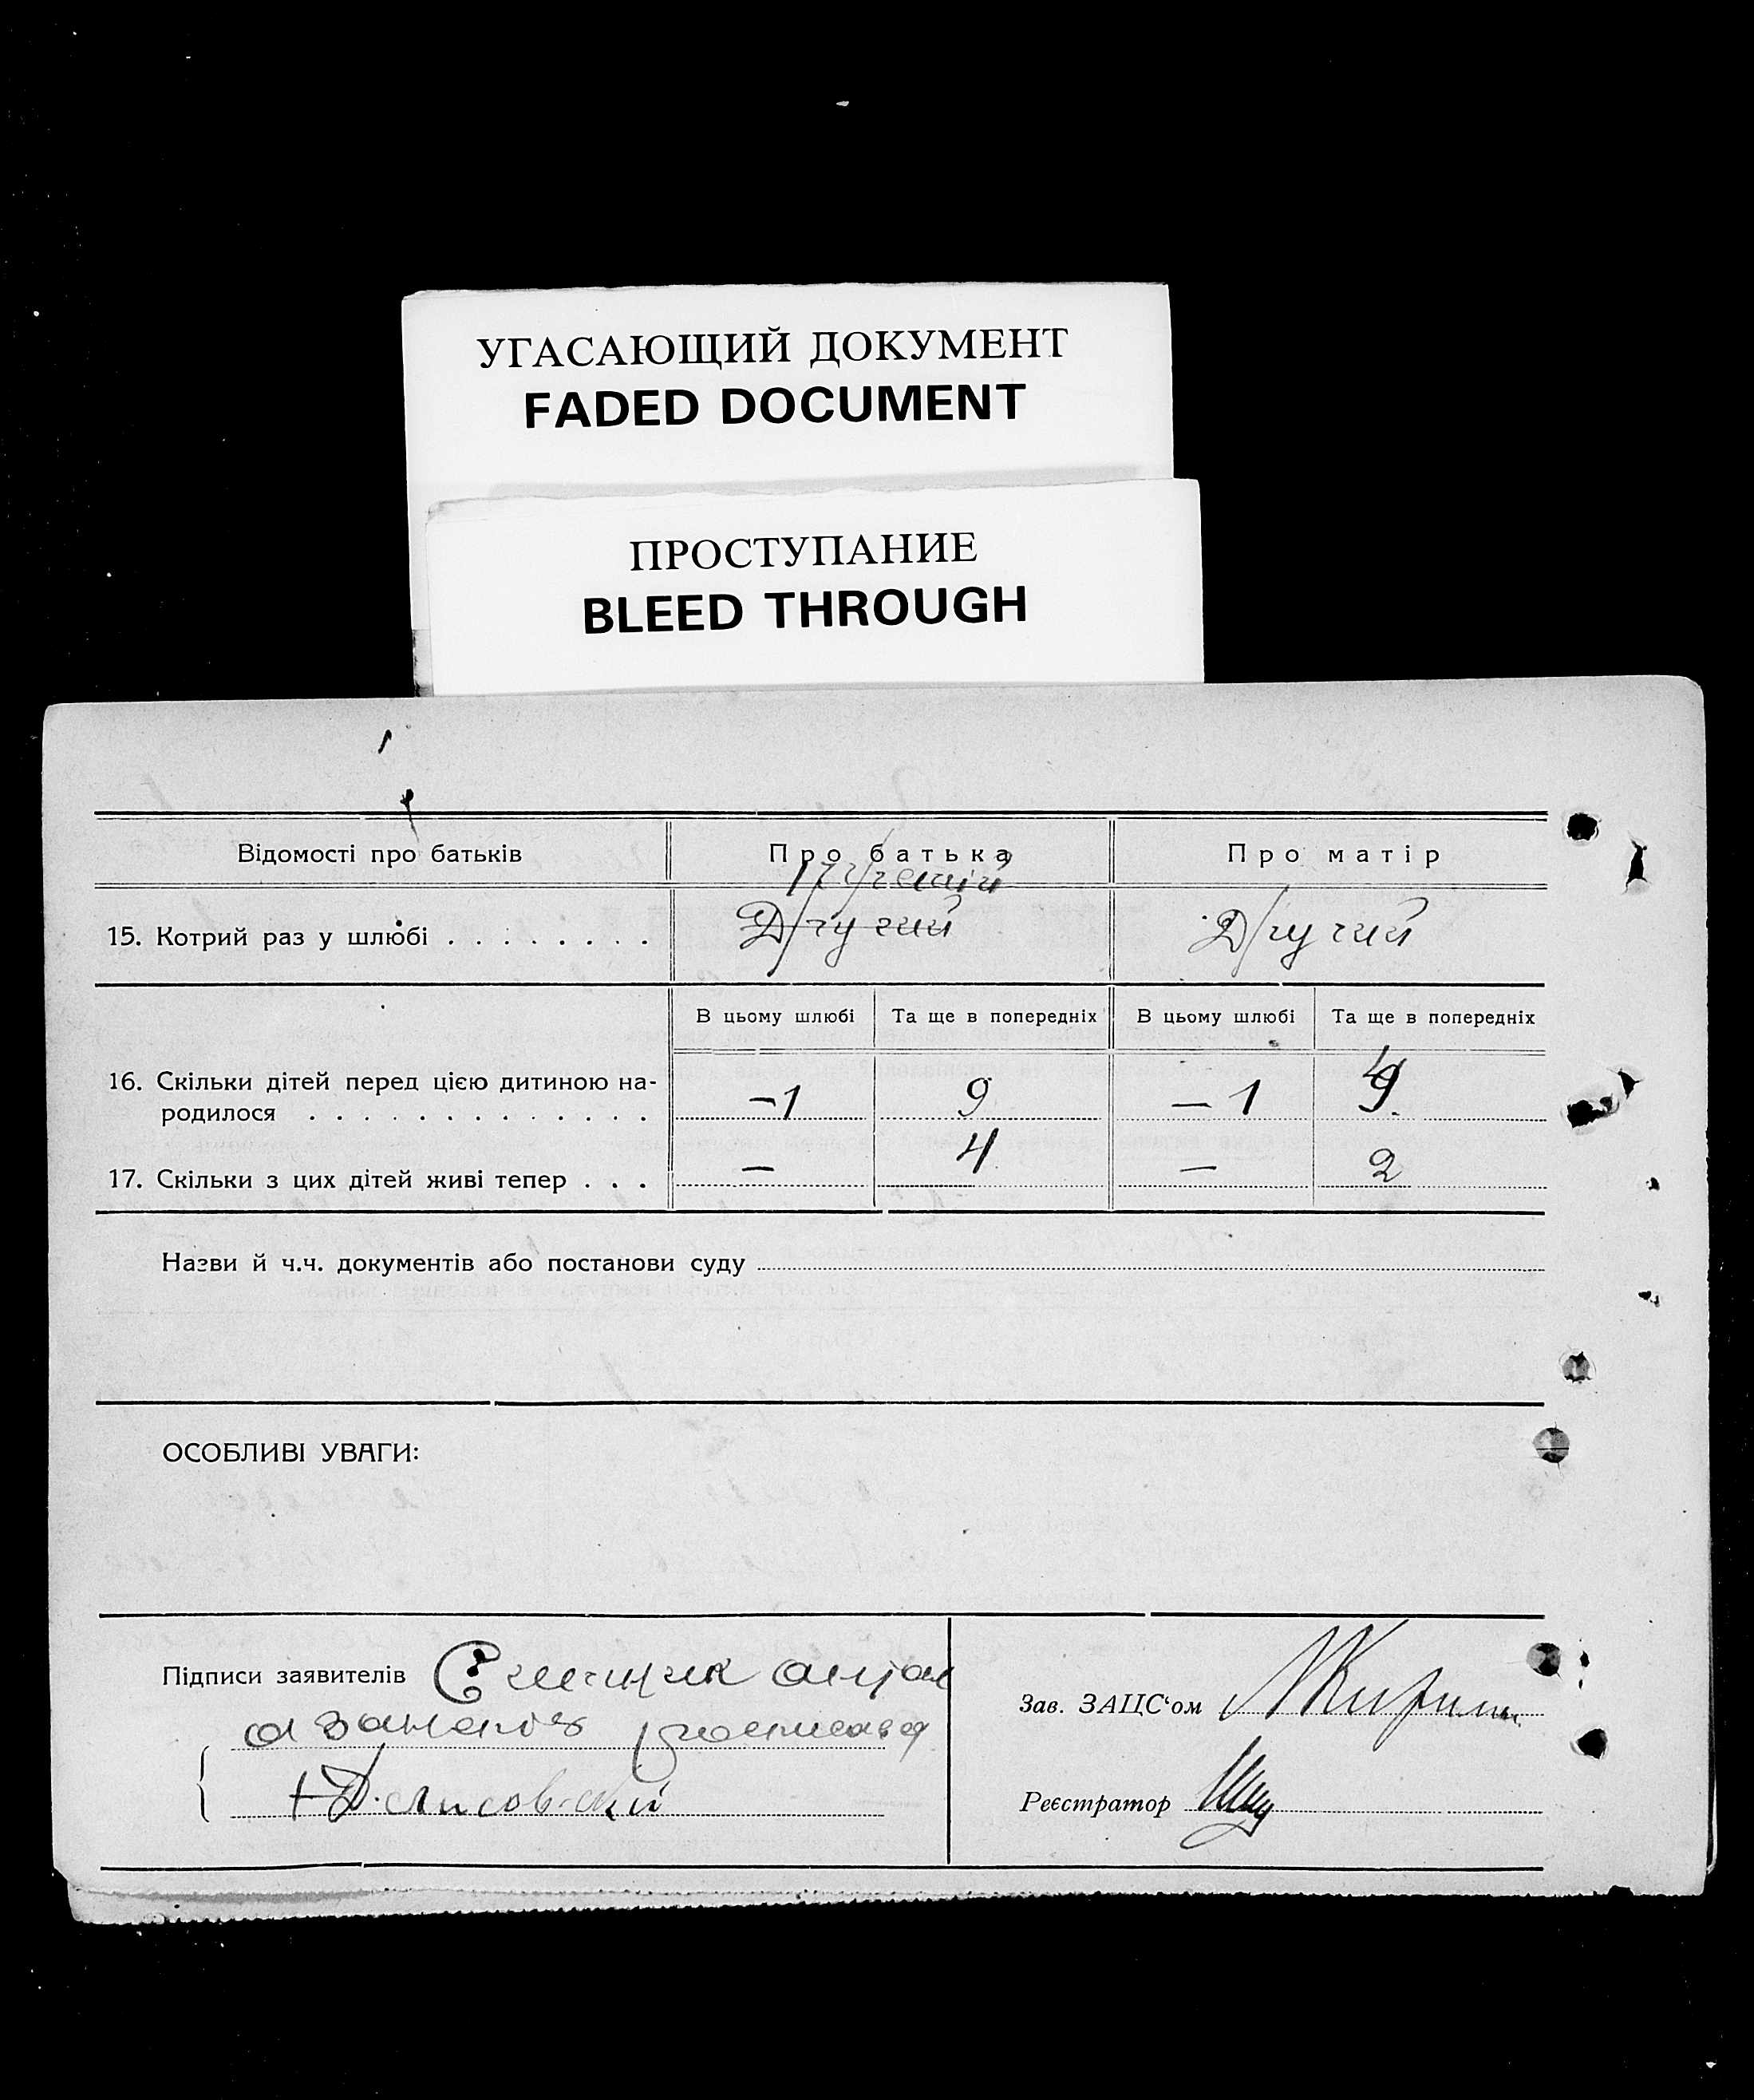 УГАСАЮЩИЙ ДОКУМЕНТ
FADED DOCUMENT
ПРОСТУПАНИЕ
BLEED THROUGH
Відомості про батьків Про батька Про матір
15. Котрий раз у шлюбі . . . . . . . . Другий Другий
В цьому шлюбі Та ще в попередніх В цьому шлюбі Та ще в попередніх
16. Скільки дітей перед цією дитиною на-
родилося . . . . . . . . . . . . . –1 9 – 1
17. Скільки з цих дітей живі тепер . . . – 4 – 2
Назви й ч.ч. документів або постанови суду
ОСОБЛИВІ УВАГИ:
Підписи заявителів
Зав. ЗАЦС‘ом
Реєстратор